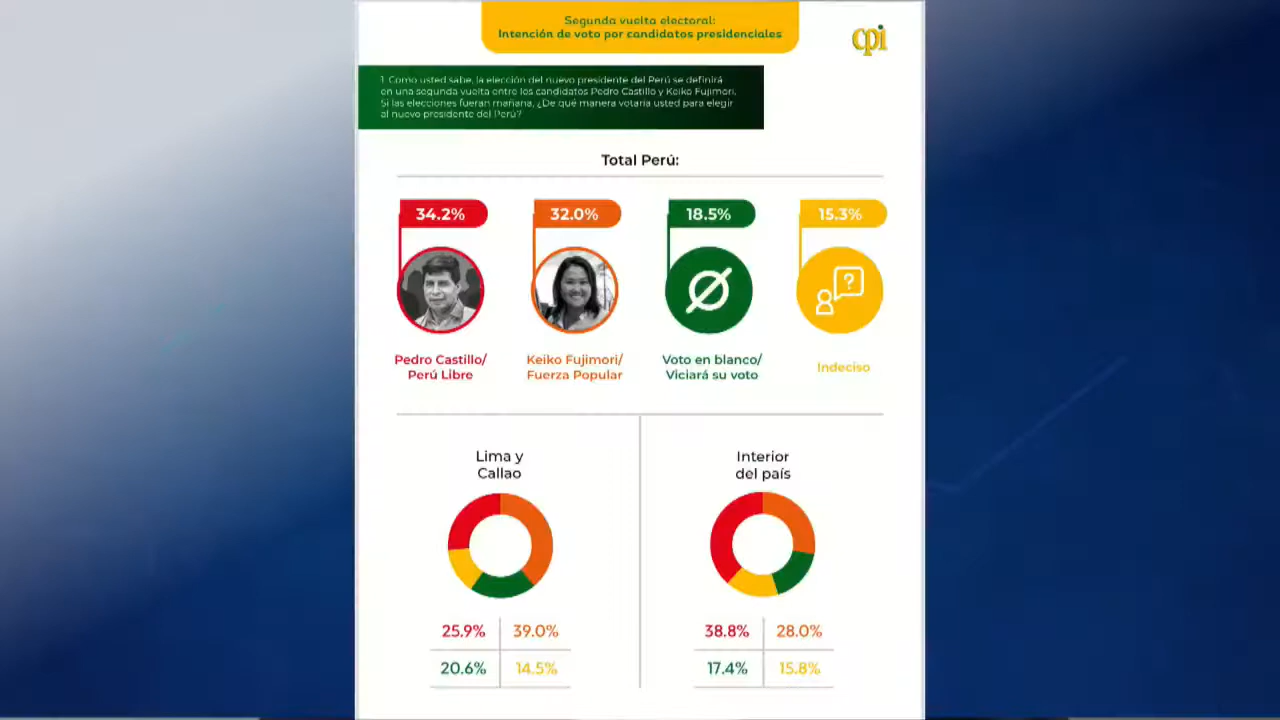 Segunda vuelta electoral:
Intención de voto por candidatos presidenciales
cpi
1. Como usted sabe, la elección del nuevo presidente del Perú se definirá
en una segunda vuelta entre los candidatos Pedro Castillo y Keiko Fujimori.
Si las elecciones fueran mañana, ¿De qué manera votaría usted para elegir
al nuevo presidente del Perú?
Total Perú:
34.2%
32.0%
18.5%
15.3%
?
Pedro Castillo/
Perú Libre
Keiko Fujimori/
Fuerza Popular
Voto en blanco/
Viciará su voto
Indeciso
Lima y
Callao
25.9% 39.0%
20.6% 14.5%
Interior
del país
38.8% 28.0%
17.4% 15.8%